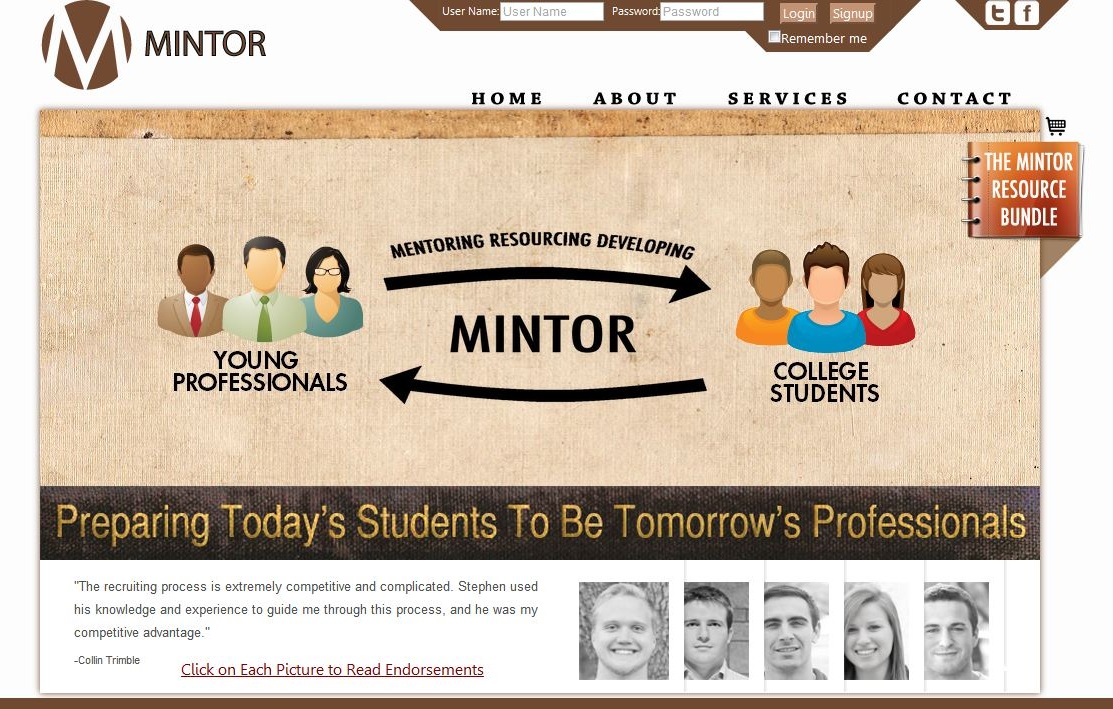 MINTOR
User Name: User Name Password: Password Login Signup
Remember me
HOME ABOUT SERVICES CONTACT
THE MINTOR
RESOURCE
BUNDLE
MENTORING RESOURCING DEVELOPING
MINTOR
YOUNG
PROFESSIONALS
COLLEGE
STUDENTS
Preparing Today's Students To Be Tomorrow's Professionals
"The recruiting process is extremely competitive and complicated. Stephen used
his knowledge and experience to guide me through this process, and he was my
competitive advantage."
-Collin Trimble
Click on Each Picture to Read Endorsements